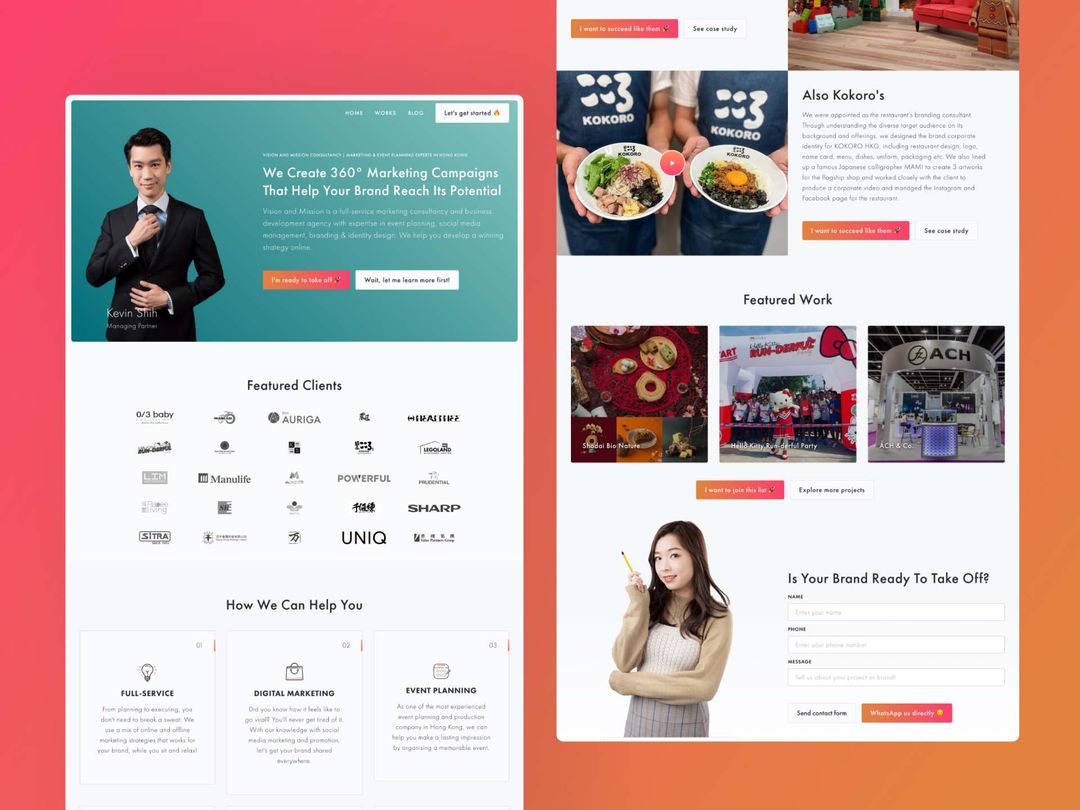 HOME WORKS BLOG Let's get started 🔥
VISION AND MISSION CONSULTANCY | MARKETING & EVENT PLANNING EXPERTS IN HONG KONG
We Create 360° Marketing Campaigns
That Help Your Brand Reach Its Potential
Vision and Mission is a full-service marketing consultancy and business
development agency with expertise in event planning, social media
management, branding & identity design. We help you develop a winning
strategy online.
I'm ready to take off 🚀 Wait, let me learn more first!
Kevin Shih
Managing Partner
Featured Clients
0/3 baby
AURIGA
RUN-DERFUL
LEGOLAND
LIM
Manulife
POWERFUL
PRUDENTIAL
Living
SHARP
SITRA
UNIQ
Value Partners Group
How We Can Help You
01
FULL-SERVICE
From planning to executing, you
don't need to break a sweat. We
use a mix of online and offline
marketing strategies that works for
your brand, while you sit and relax!
02
DIGITAL MARKETING
Did you know how it feels like to
go viral? You'll never get tired of it.
With our knowledge with social
media marketing and promotion,
let's get your brand shared
everywhere.
03
EVENT PLANNING
As one of the most experienced
event planning and production
company in Hong Kong, we can
help you make a lasting impression
by organising a memorable event.
I want to succeed like them 🚀 See case study
KOKORO
KOKORO
KOKORO
KOKORO
Also Kokoro's
We were appointed as the restaurant's branding consultant.
Through understanding the diverse target audience on its
background and offerings, we designed the brand corporate
identity for KOKORO HKG, including restaurant design, logo,
name card, menu, dishes, uniform, packaging etc. We also lined
up a famous Japanese calligrapher MAMI to create 3 artworks
for the flagship shop and worked closely with the client to
produce a corporate video and managed the Instagram and
Facebook page for the restaurant.
I want to succeed like them 🚀 See case study
Featured Work
Shodai Bio Nature
START
Hello Kitty
RUN-DERFUL
Hello Kitty Run-derful Party
ACH
ACH & Co.
I want to join this list 🚀 Explore more projects
Is Your Brand Ready To Take Off?
NAME
Enter your name
PHONE
Enter your phone number
MESSAGE
Tell us about your project or brand!
Send contact form WhatsApp us directly 😀